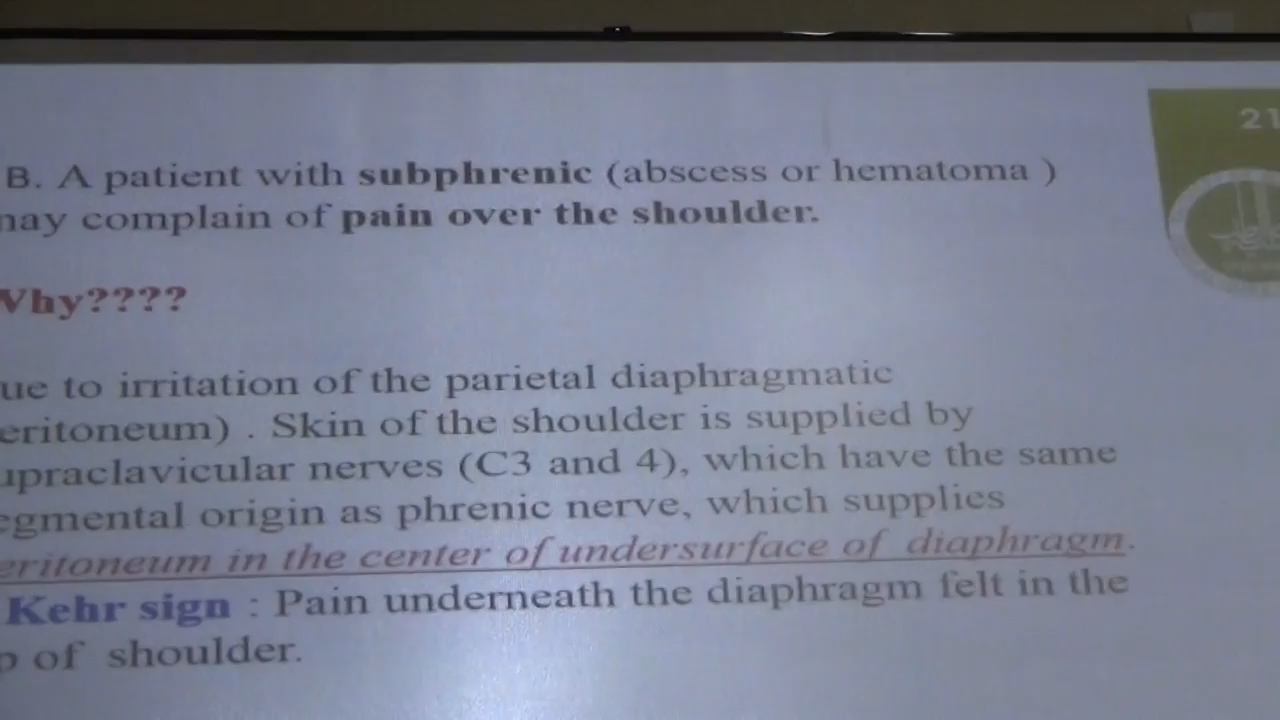 B. A patient with subphrenic (abscess or hematoma )
may complain of pain over the shoulder.
Why????
ue to irritation of the parietal diaphragmatic
eritoneum) . Skin of the shoulder is supplied by
upraclavicular nerves (C3 and 4), which have the same
egmental origin as phrenic nerve, which supplies
eritoneum in the center of undersurface of diaphragm.
Kehr sign : Pain underneath the diaphragm felt in the
p of shoulder.
21